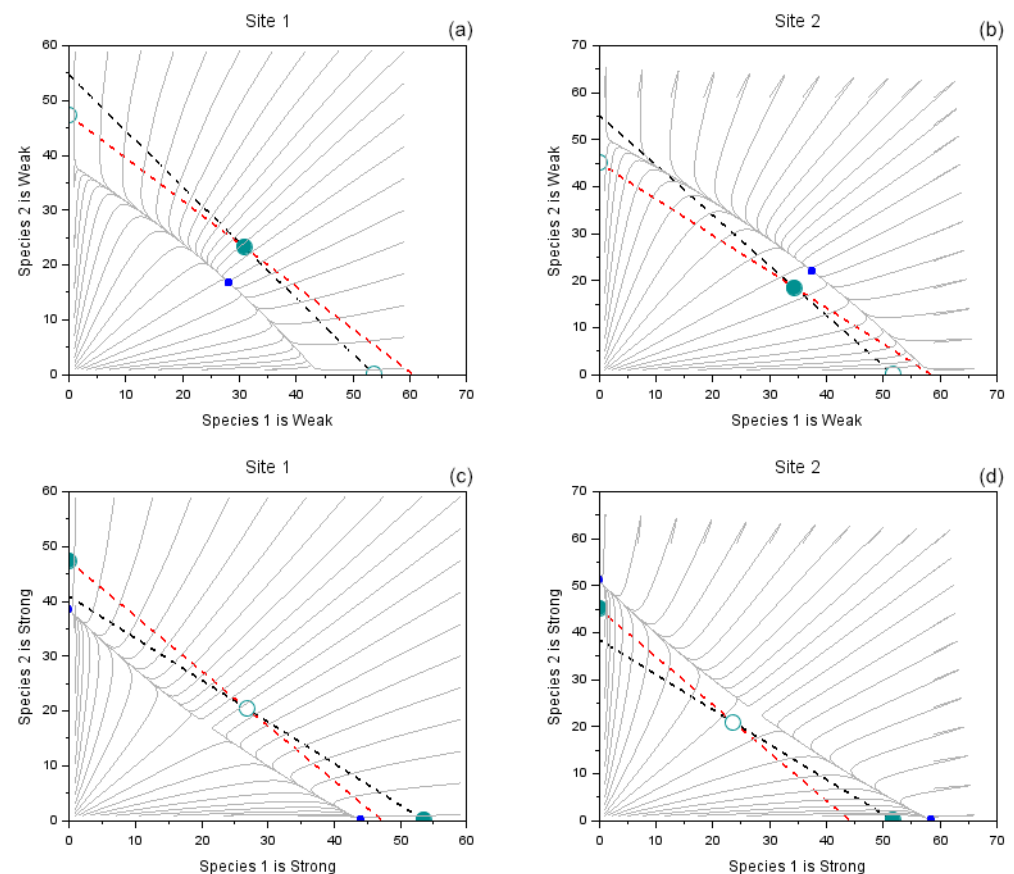 Site 1
(a)
60
50
40
30
20
10
0
0 10 20 30 40 50 60 70
Species 2 is Weak
Species 1 is Weak
Site 2
(b)
70
60
50
40
30
20
10
0
0 10 20 30 40 50 60 70
Species 2 is Weak
Species 1 is Weak
Site 1
(c)
60
50
40
30
20
10
0
0 10 20 30 40 50 60
Species 2 is Strong
Species 1 is Strong
Site 2
(d)
70
60
50
40
30
20
10
0
0 10 20 30 40 50 60 70
Species 2 is Strong
Species 1 is Strong